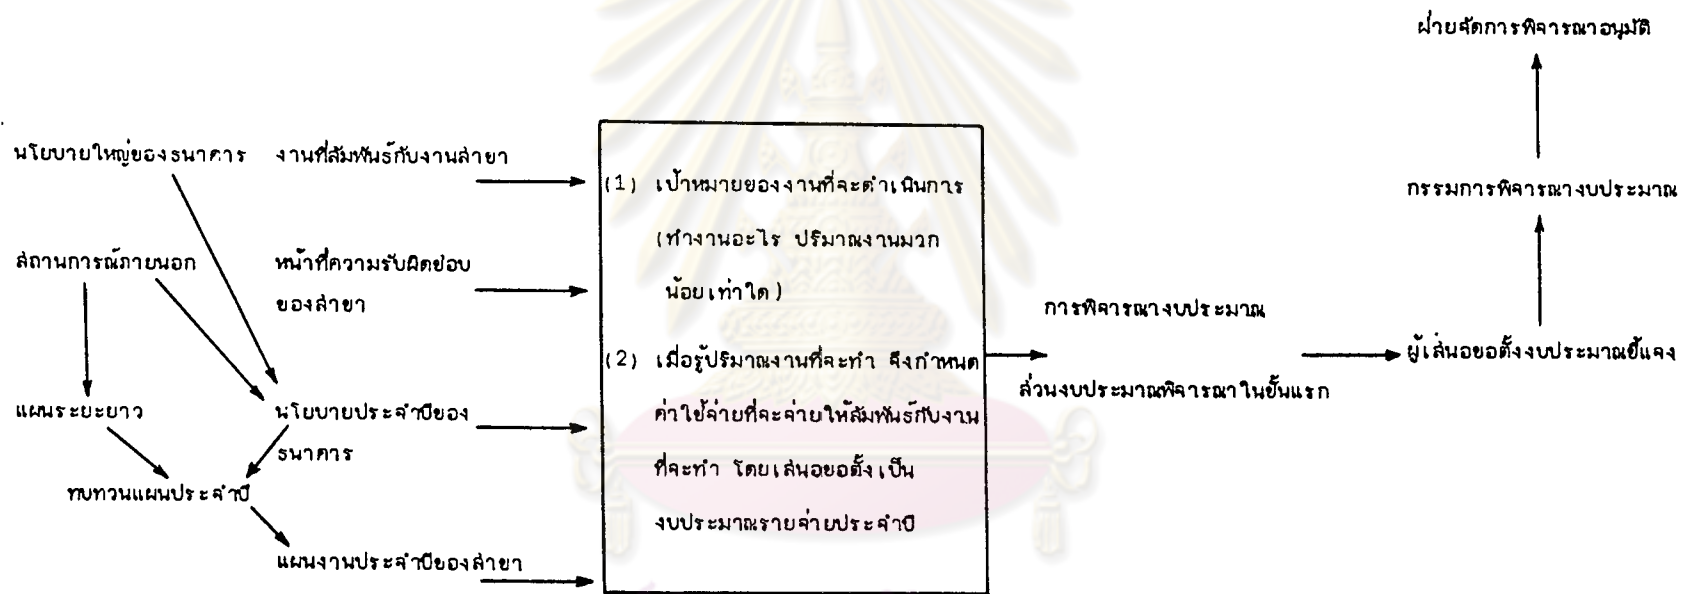 ฝ่ายจัดการพิจารณาอนุมัติ
นโยบายใหญ่ของธนาคาร
งานที่สัมพันธ์กับงานสาขา
(1) เป้าหมายของงานที่จะดำเนินการ
(ทำงานอะไร ปริมาณงานมวก
น้อยเท่าใด)
กรรมการพิจารณางบประมาณ
สถานการณ์ภายนอก
หน้าที่ความรับผิดชอบ
ของสาขา
การพิจารณางบประมาณ
(2) เมื่อรู้ปริมาณงานที่จะทำ จึงกำหนด
ค่าใช้จ่ายที่จะจ่ายให้สัมพันธ์กับงาน
ที่จะทำ โดยเสนอขอตั้งเป็น
งบประมาณรายจ่ายประจำปี
ผู้เสนอขอตั้งงบประมาณชี้แจง
ส่วนงบประมาณพิจารณาในขั้นแรก
แผนระยะยาว
นโยบายประจำปีของ
ธนาคาร
ทบทวนแผนประจำปี
แผนงานประจำปีของสาขา